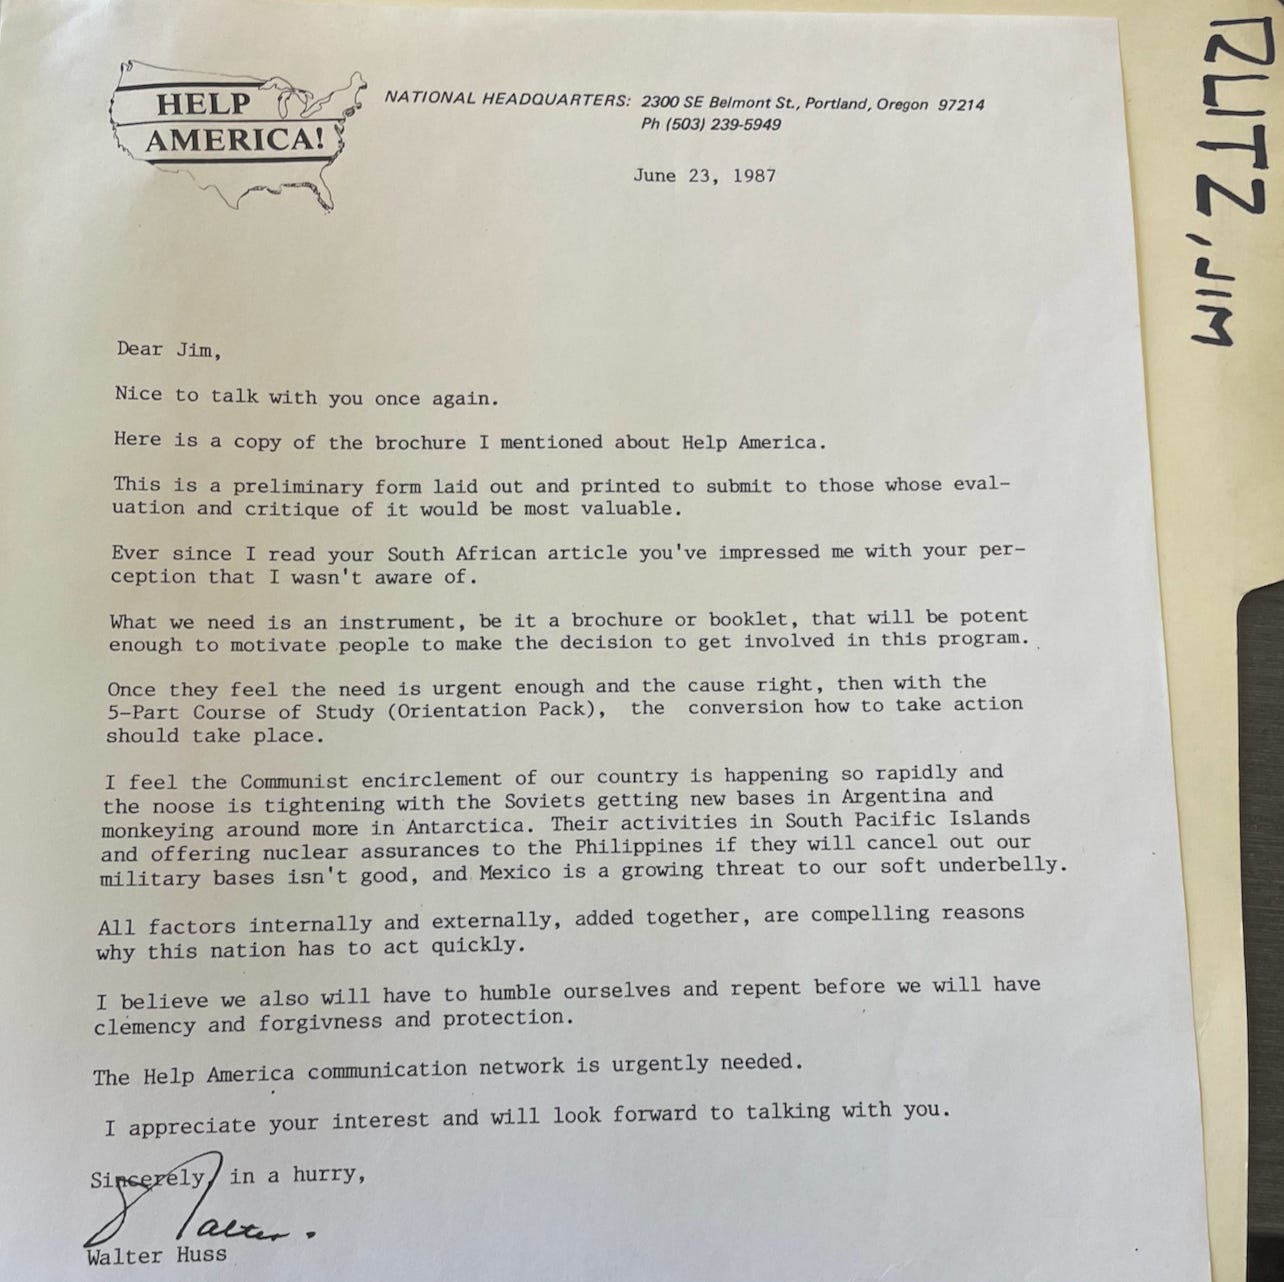 HELP
AMERICA!
NATIONAL HEADQUARTERS: 2300 SE Belmont St., Portland, Oregon 97214
Ph (503) 239-5949
June 23, 1987
Dear Jim,
Nice to talk with you once again.
Here is a copy of the brochure I mentioned about Help America.
This is a preliminary form laid out and printed to submit to those whose eval-
uation and critique of it would be most valuable.
Ever since I read your South African article you've impressed me with your per-
ception that I wasn't aware of.
What we need is an instrument, be it a brochure or booklet, that will be potent
enough to motivate people to make the decision to get involved in this program.
Once they feel the need is urgent enough and the cause right, then with the
5-Part Course of Study (Orientation Pack), the conversion how to take action
should take place.
I feel the Communist encirclement of our country is happening so rapidly and
the noose is tightening with the Soviets getting new bases in Argentina and
monkeying around more in Antarctica. Their activities in South Pacific Islands
and offering nuclear assurances to the Philippines if they will cancel out our
military bases isn't good, and Mexico is a growing threat to our soft underbelly.
All factors internally and externally, added together, are compelling reasons
why this nation has to act quickly.
I believe we also will have to humble ourselves and repent before we will have
clemency and forgivness and protection.
The Help America communication network is urgently needed.
I appreciate your interest and will look forward to talking with you.
Sincerely, in a hurry,
Walter.
Walter Huss
RUTZ, JIM